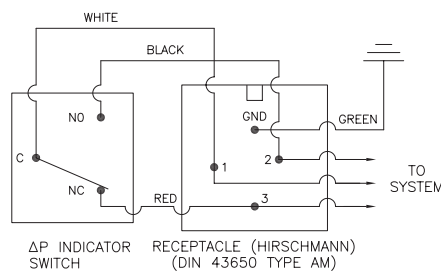 WHITE
BLACK
NO
GND
GREEN
C
1
2
TO
SYSTEM
NC
RED
3
ΔP INDICATOR
SWITCH
RECEPTACLE (HIRSCHMANN)
(DIN 43650 TYPE AM)